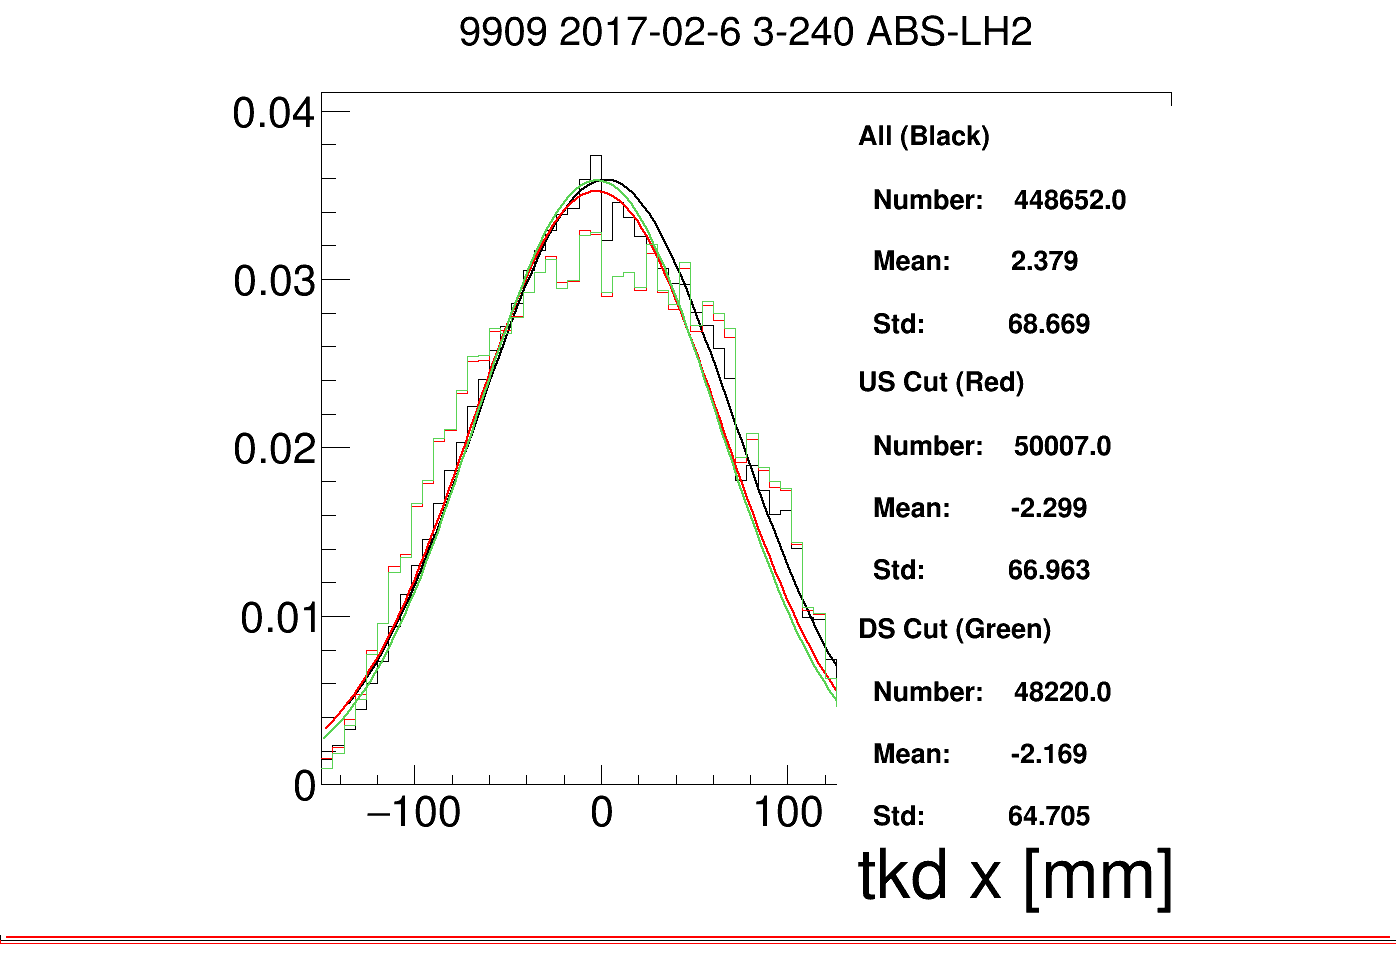 9909 2017-02-6 3-240 ABS-LH2
0.04
0.03
0.02
0.01
0
−100 0 100
All (Black)
Number: 448652.0
Mean: 2.379
Std: 68.669
US Cut (Red)
Number: 50007.0
Mean: -2.299
Std: 66.963
DS Cut (Green)
Number: 48220.0
Mean: -2.169
Std: 64.705
tkd x [mm]